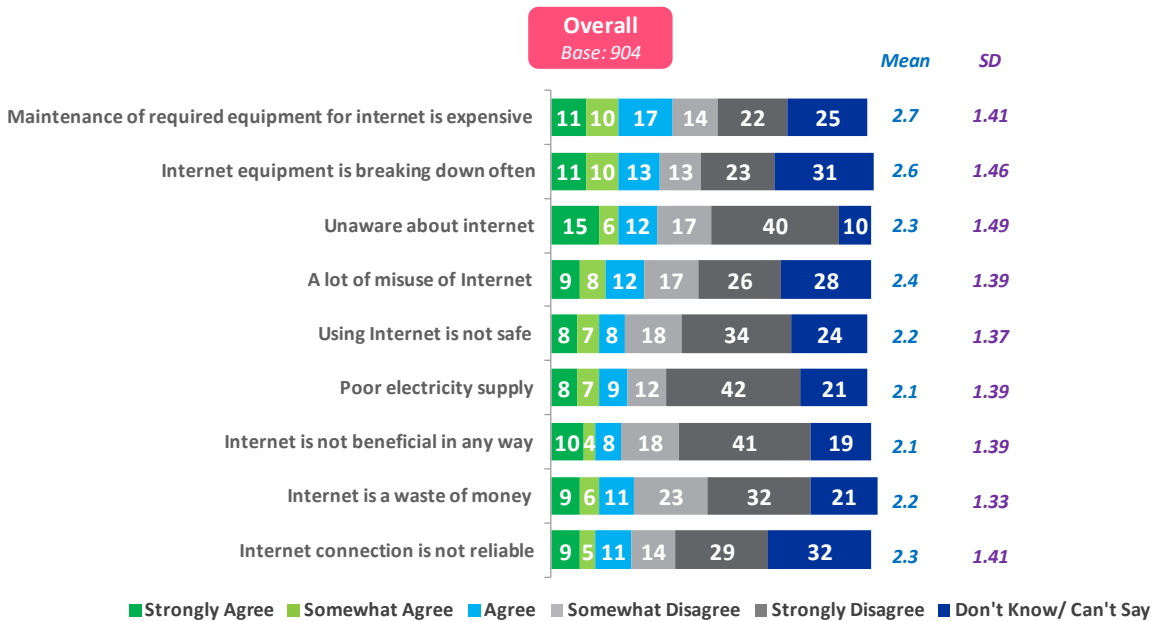 Overall
Base: 904
Mean SD
Maintenance of required equipment for internet is expensive 11 10 17 14 22 25 2.7 1.41
Internet equipment is breaking down often 11 10 13 13 23 31 2.6 1.46
Unaware about internet 15 6 12 17 40 10 2.3 1.49
A lot of misuse of Internet 9 8 12 17 26 28 2.4 1.39
Using Internet is not safe 8 7 8 18 34 24 2.2 1.37
Poor electricity supply 8 7 9 12 42 21 2.1 1.39
Internet is not beneficial in any way 10 4 8 18 41 19 2.1 1.39
Internet is a waste of money 9 6 11 23 32 21 2.2 1.33
Internet connection is not reliable 9 5 11 14 29 32 2.3 1.41
Strongly Agree Somewhat Agree Agree Somewhat Disagree Strongly Disagree Don't Know/ Can't Say